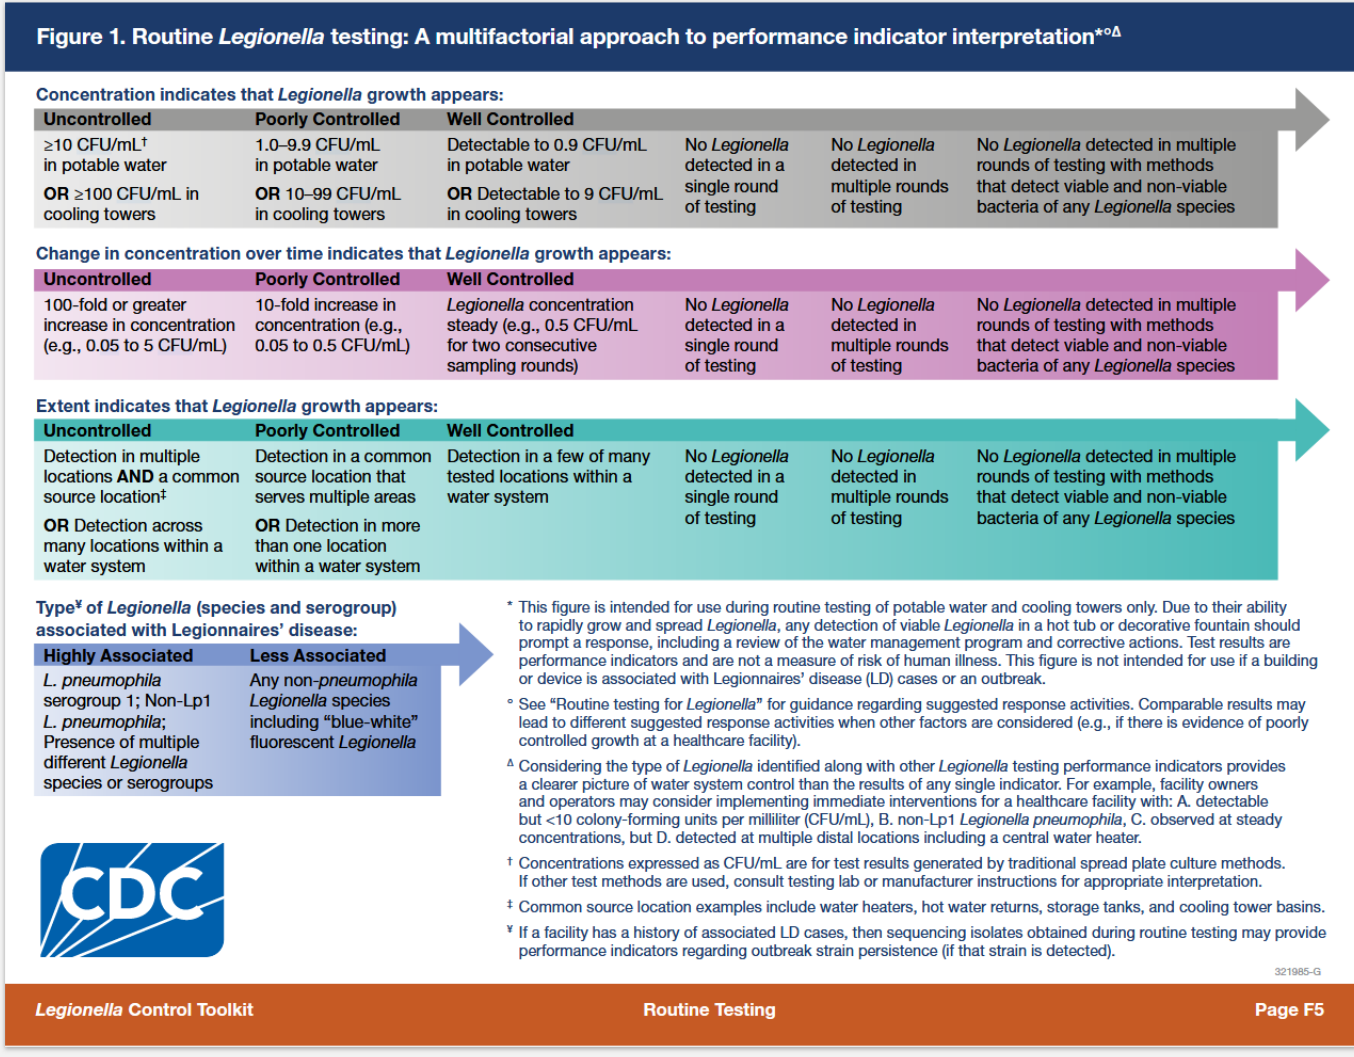 Figure 1. Routine Legionella testing: A multifactorial approach to performance indicator interpretation*°Δ
Concentration indicates that Legionella growth appears:
Uncontrolled
≥10 CFU/mL†
in potable water
OR ≥100 CFU/mL in
cooling towers
Poorly Controlled
1.0–9.9 CFU/mL
in potable water
OR 10–99 CFU/mL
in cooling towers
Well Controlled
Detectable to 0.9 CFU/mL
in potable water
OR Detectable to 9 CFU/mL
in cooling towers
No Legionella
detected in a
single round
of testing
No Legionella
detected in
multiple rounds
of testing
No Legionella detected in multiple
rounds of testing with methods
that detect viable and non-viable
bacteria of any Legionella species
Change in concentration over time indicates that Legionella growth appears:
Uncontrolled
100-fold or greater
increase in concentration
(e.g., 0.05 to 5 CFU/mL)
Poorly Controlled
10-fold increase in
concentration (e.g.,
0.05 to 0.5 CFU/mL)
Well Controlled
Legionella concentration
steady (e.g., 0.5 CFU/mL
for two consecutive
sampling rounds)
No Legionella
detected in a
single round
of testing
No Legionella
detected in
multiple rounds
of testing
No Legionella detected in multiple
rounds of testing with methods
that detect viable and non-viable
bacteria of any Legionella species
Extent indicates that Legionella growth appears:
Uncontrolled
Detection in multiple
locations AND a common
source location‡
OR Detection across
many locations within a
water system
Poorly Controlled
Detection in a common
source location that
serves multiple areas
OR Detection in more
than one location
within a water system
Well Controlled
Detection in a few of many
tested locations within a
water system
No Legionella
detected in a
single round
of testing
No Legionella
detected in
multiple rounds
of testing
No Legionella detected in multiple
rounds of testing with methods
that detect viable and non-viable
bacteria of any Legionella species
Type¥ of Legionella (species and serogroup)
associated with Legionnaires’ disease:
Highly Associated
L. pneumophila
serogroup 1; Non-Lp1
L. pneumophila;
Presence of multiple
different Legionella
species or serogroups
Less Associated
Any non-pneumophila
Legionella species
including “blue-white”
fluorescent Legionella
* This figure is intended for use during routine testing of potable water and cooling towers only. Due to their ability
to rapidly grow and spread Legionella, any detection of viable Legionella in a hot tub or decorative fountain should
prompt a response, including a review of the water management program and corrective actions. Test results are
performance indicators and are not a measure of risk of human illness. This figure is not intended for use if a building
or device is associated with Legionnaires’ disease (LD) cases or an outbreak.
° See “Routine testing for Legionella” for guidance regarding suggested response activities. Comparable results may
lead to different suggested response activities when other factors are considered (e.g., if there is evidence of poorly
controlled growth at a healthcare facility).
Δ Considering the type of Legionella identified along with other Legionella testing performance indicators provides
a clearer picture of water system control than the results of any single indicator. For example, facility owners
and operators may consider implementing immediate interventions for a healthcare facility with: A. detectable
but <10 colony-forming units per milliliter (CFU/mL), B. non-Lp1 Legionella pneumophila, C. observed at steady
concentrations, but D. detected at multiple distal locations including a central water heater.
† Concentrations expressed as CFU/mL are for test results generated by traditional spread plate culture methods.
If other test methods are used, consult testing lab or manufacturer instructions for appropriate interpretation.
‡ Common source location examples include water heaters, hot water returns, storage tanks, and cooling tower basins.
¥ If a facility has a history of associated LD cases, then sequencing isolates obtained during routine testing may provide
performance indicators regarding outbreak strain persistence (if that strain is detected).
CDC
321985-G
Legionella Control Toolkit
Routine Testing
Page F5